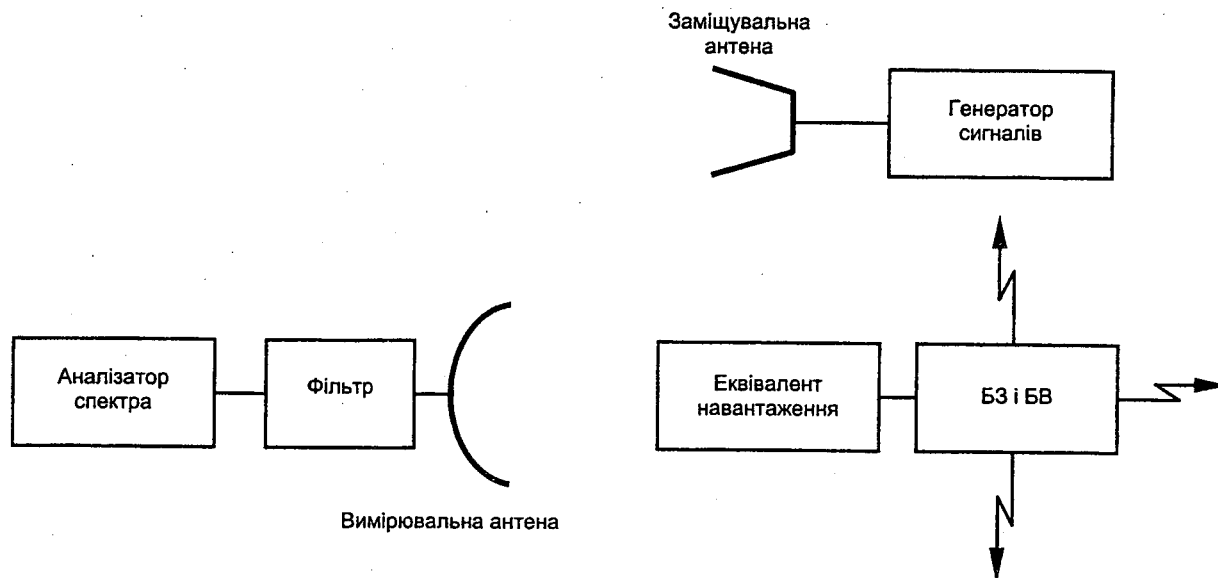 Заміщувальна
антена
Генератор
сигналів
Аналізатор
спектра
Фільтр
Еквівалент
навантаження
БЗ і БВ
Вимірювальна антена